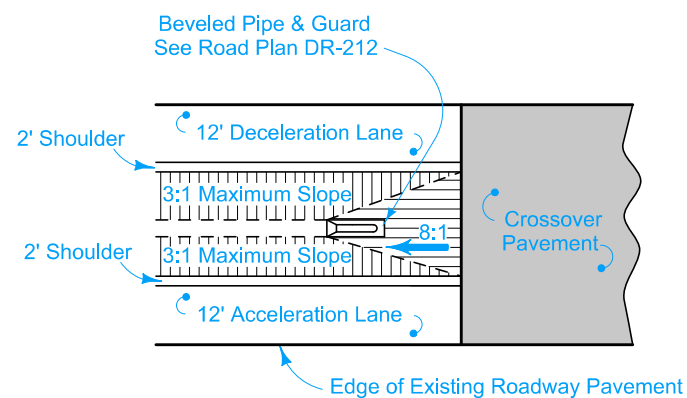 Beveled Pipe & Guard
See Road Plan DR-212
12' Deceleration Lane
2' Shoulder
3:1 Maximum Slope
8:1
Crossover
Pavement
2' Shoulder
3:1 Maximum Slope
12' Acceleration Lane
Edge of Existing Roadway Pavement